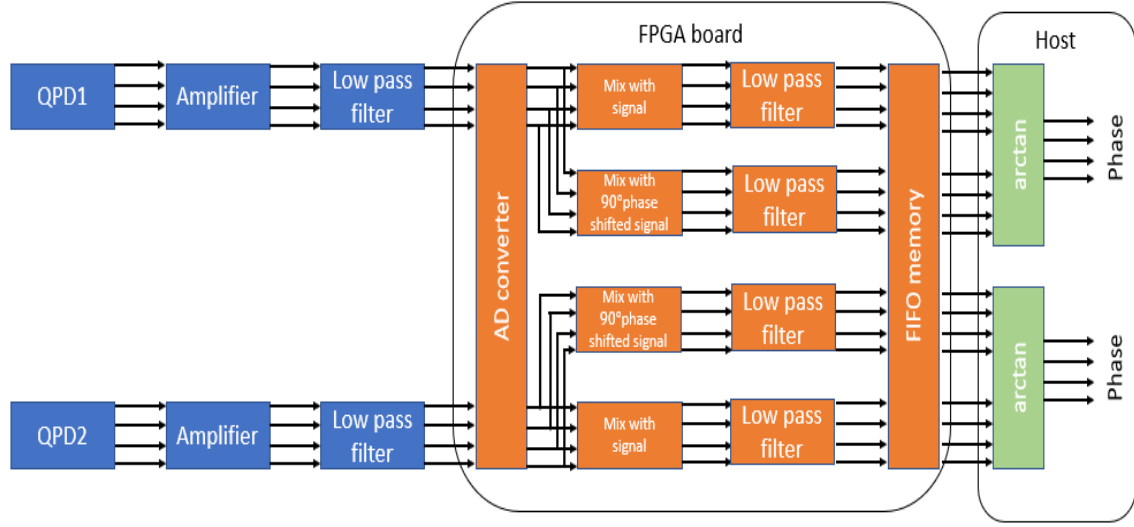 FPGA board
Host
QPD1
Amplifier
Low pass
filter
AD converter
Mix with
signal
Low pass
filter
Mix with
90°phase
shifted signal
Low pass
filter
FIFO memory
arctan
Phase
Mix with
90°phase
shifted signal
Low pass
filter
arctan
Phase
QPD2
Amplifier
Low pass
filter
Mix with
signal
Low pass
filter